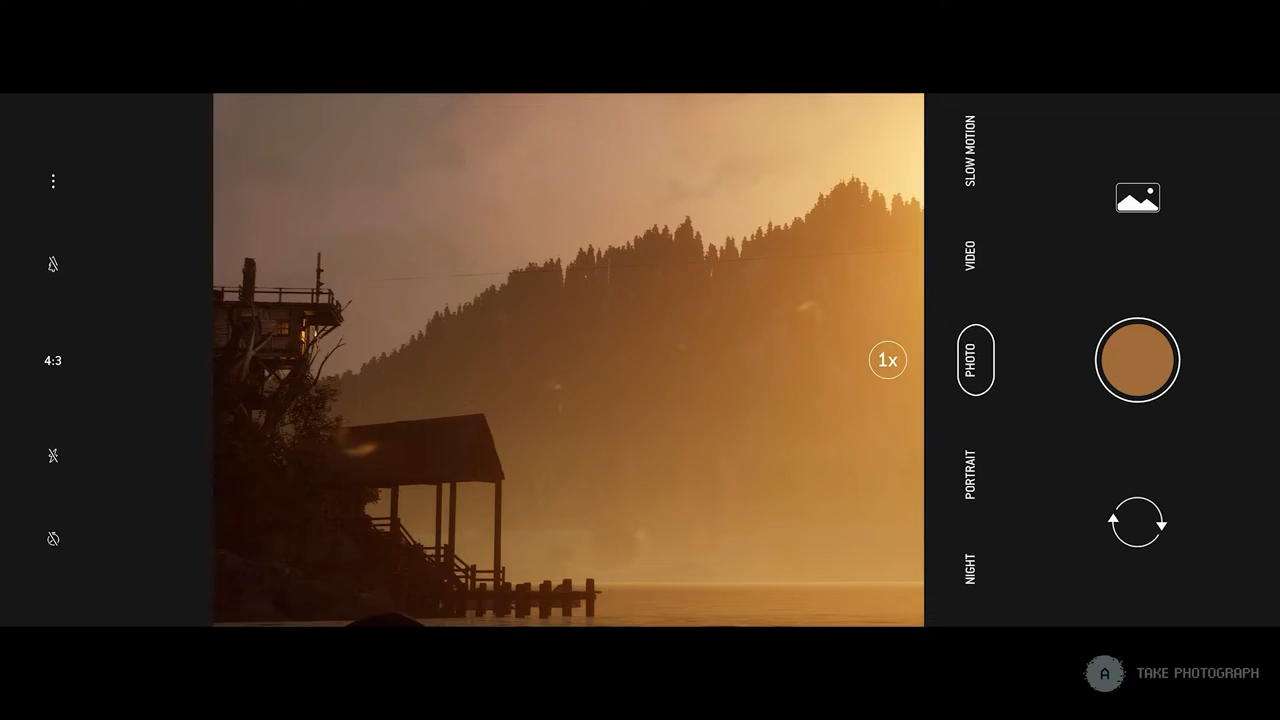 4:3
1x
SLOW MOTION
VIDEO
PHOTO
PORTRAIT
NIGHT
A TAKE PHOTOGRAPH